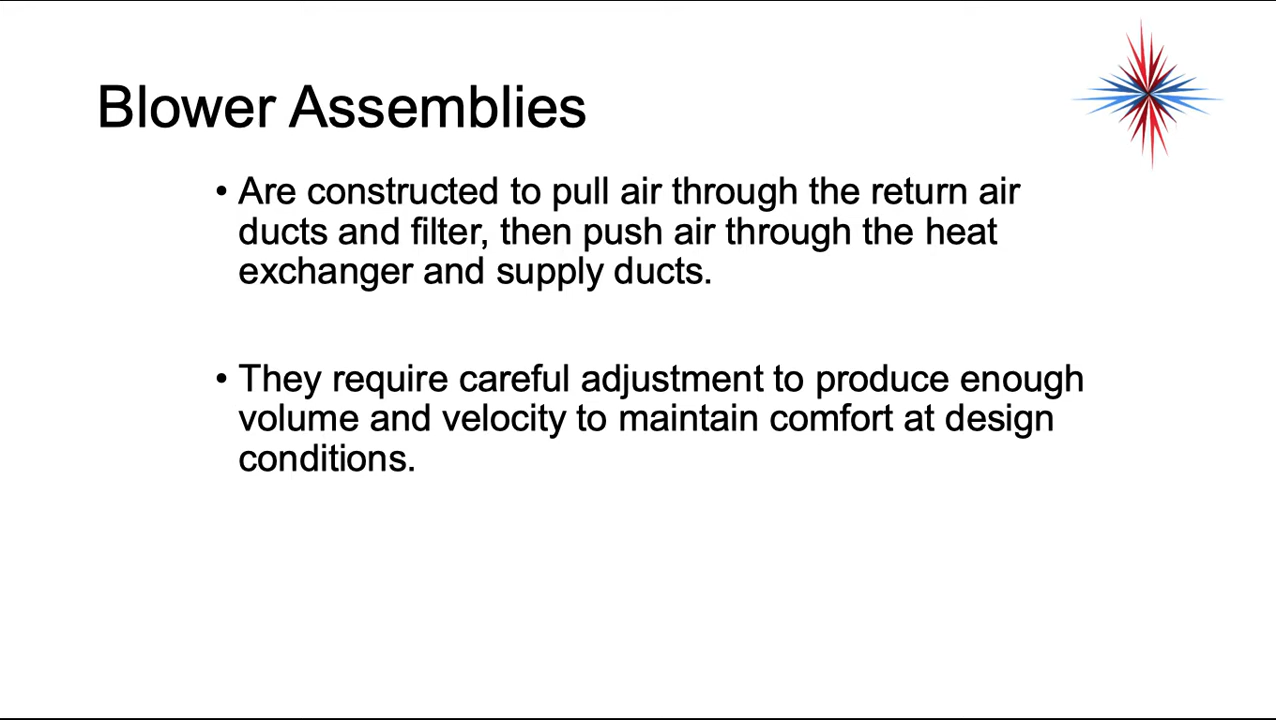 Blower Assemblies
• Are constructed to pull air through the return air
ducts and filter, then push air through the heat
exchanger and supply ducts.
• They require careful adjustment to produce enough
volume and velocity to maintain comfort at design
conditions.